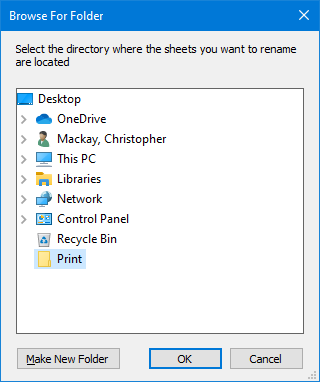 Browse For Folder
Select the directory where the sheets you want to rename
are located
Desktop
OneDrive
Mackay, Christopher
This PC
Libraries
Network
Control Panel
Recycle Bin
Print
Make New Folder OK Cancel